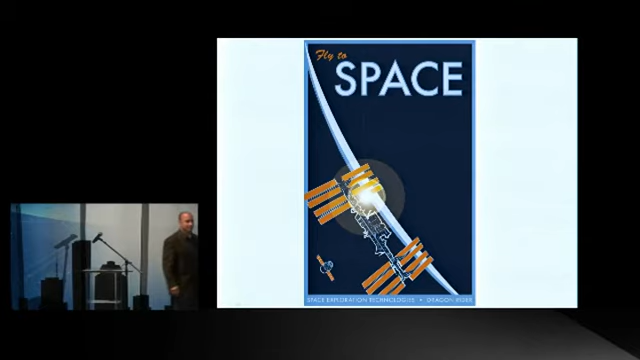 Fly to
SPACE
SPACE EXPLORATION TECHNOLOGIES • DRAGON RIDER